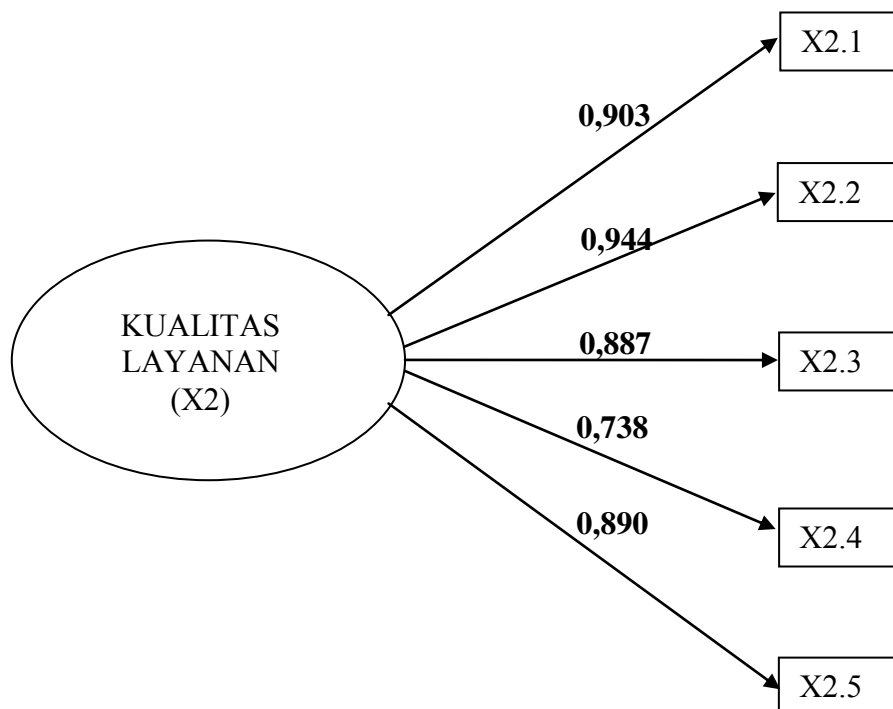 X2.1
0,903
X2.2
0,944
KUALITAS
LAYANAN
(X2)
0,887
X2.3
0,738
X2.4
0,890
X2.5